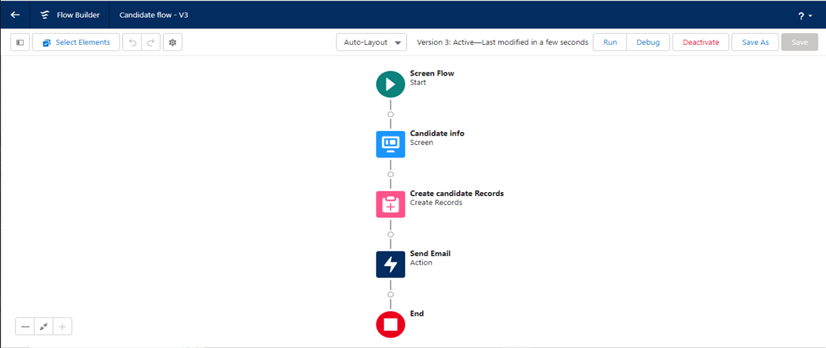 Flow Builder
Candidate flow - V3
?
Select Elements
Auto-Layout
Version 3: Active—Last modified in a few seconds
Run
Debug
Deactivate
Save As
Save
Screen Flow
Start
Candidate info
Screen
Create candidate Records
Create Records
Send Email
Action
End